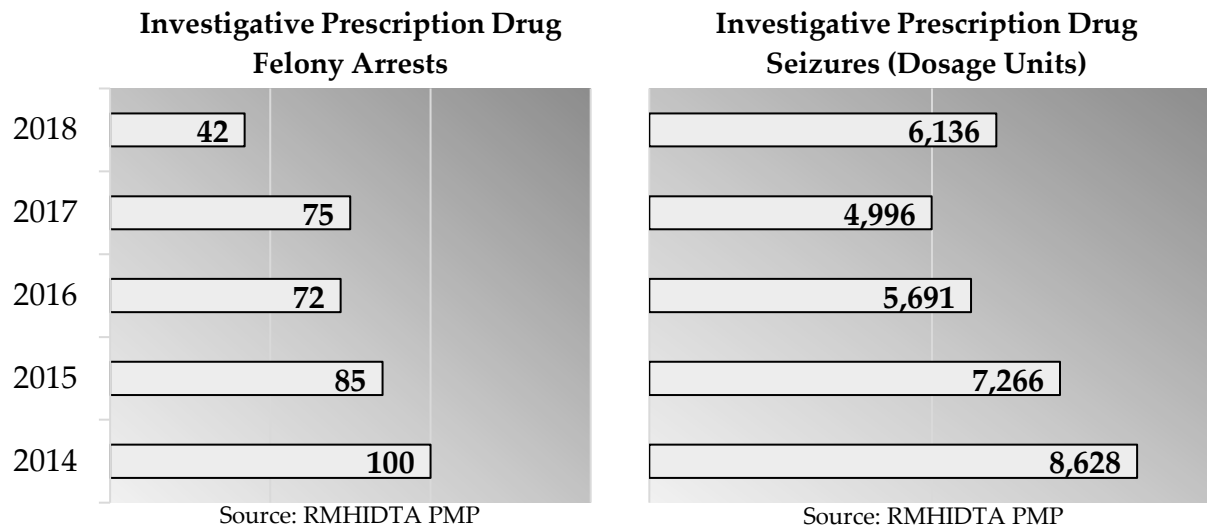 Investigative Prescription Drug
Felony Arrests
2018
42
2017
75
2016
72
2015
85
2014
100
Source: RMHIDTA PMP
Investigative Prescription Drug
Seizures (Dosage Units)
6,136
4,996
5,691
7,266
8,628
Source: RMHIDTA PMP